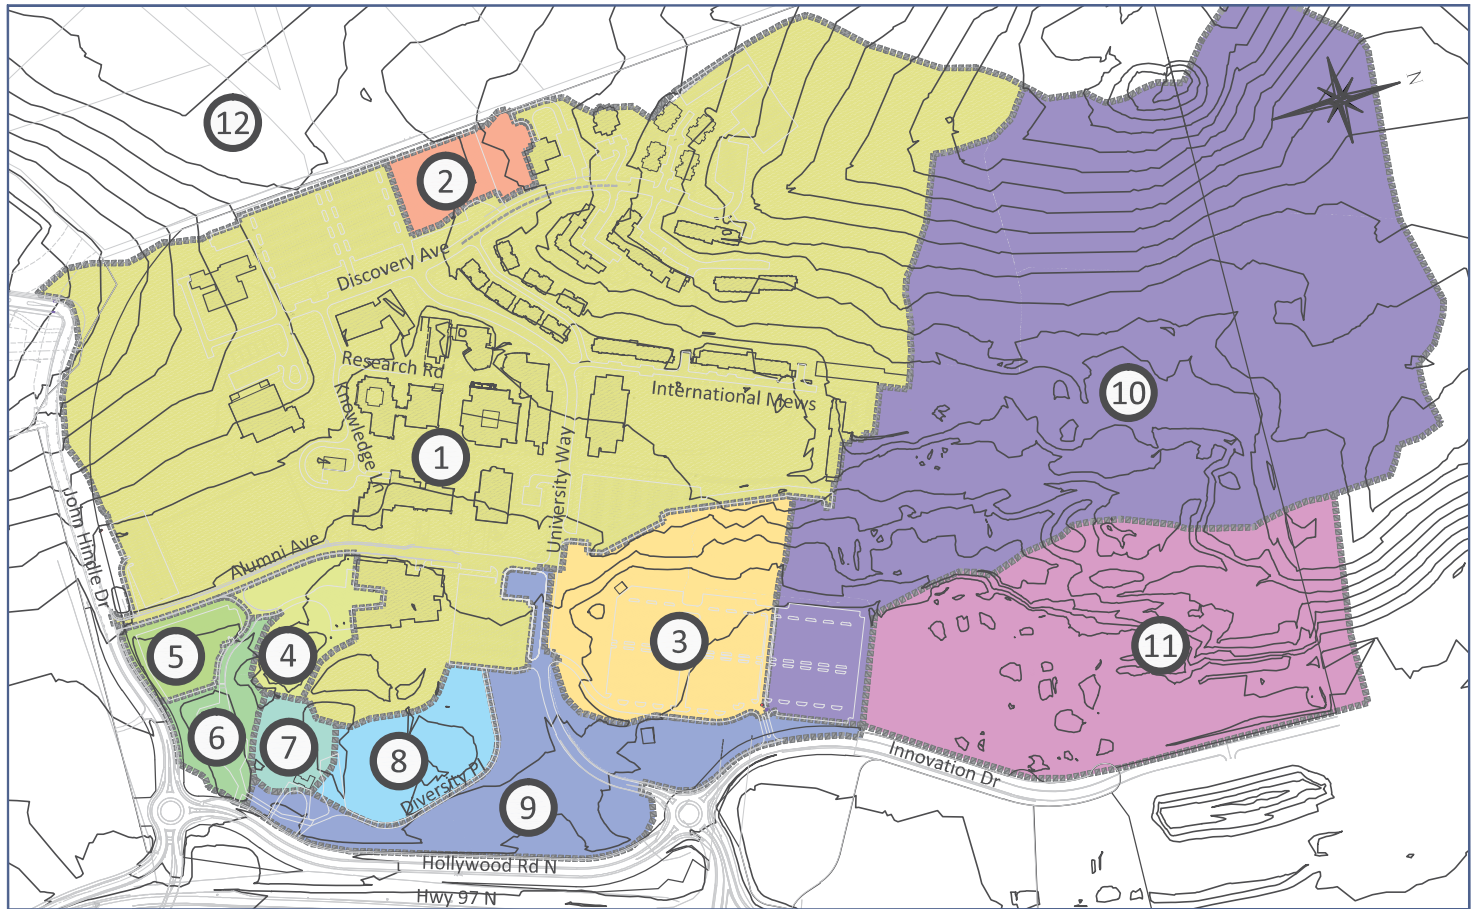 N
12
2
Discovery Ave
Research Rd
International Mews
10
Knowledge Ln
1
University Way
John Hindle Dr
Alumni Ave
3
11
5
4
6
7
8
Diversity Pl
Innovation Dr
9
Hollywood Rd N
Hwy 97 N